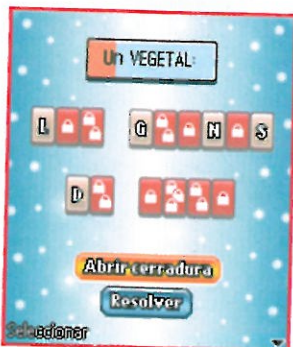 Un VEGETAL:
L G N S
D
Abrir cerradura
Resolver
Seleccionar